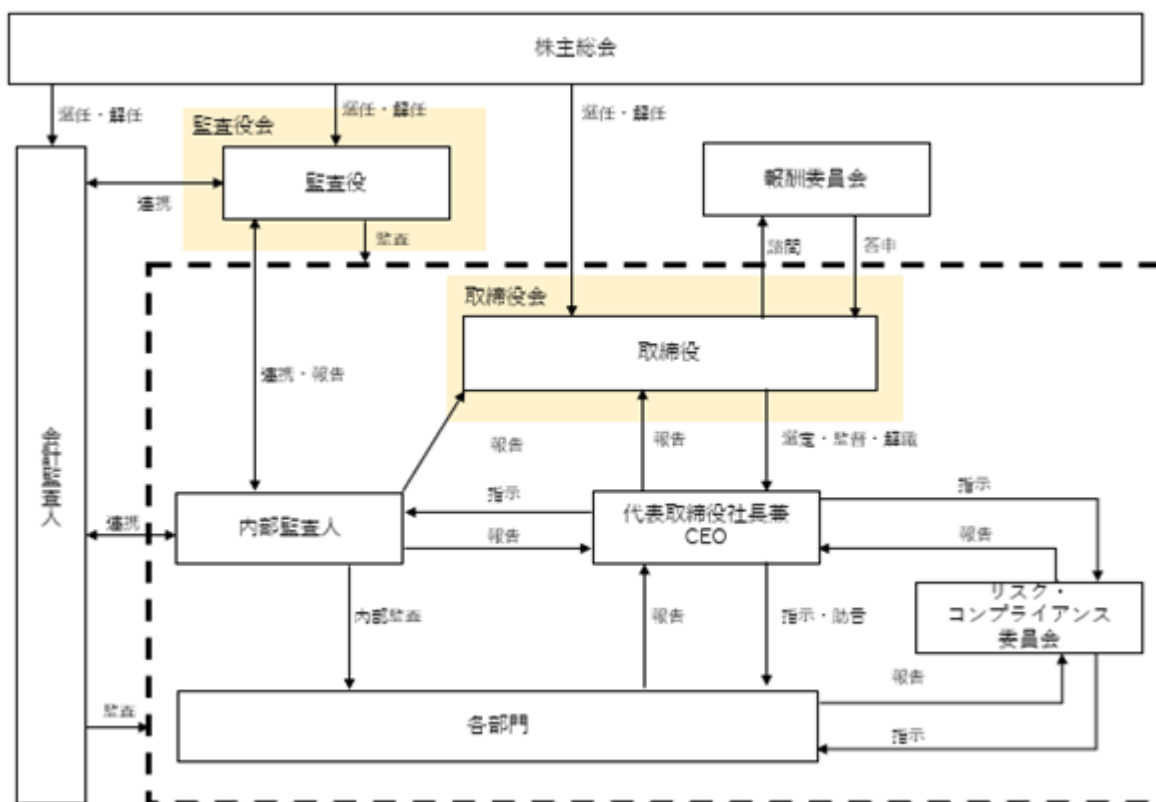 株主総会
選任・解任
選任・解任
選任・解任
監査役会
監査役
報酬委員会
連携
監査
諮問
答申
取締役会
取締役
連携・報告
会計監査人
報告
報告
選定・監督・解職
指示
指示
内部監査人
代表取締役社長兼
CEO
連携
報告
報告
リスク・
コンプライアンス
委員会
内部監査
報告
指示・助言
報告
監査
各部門
指示